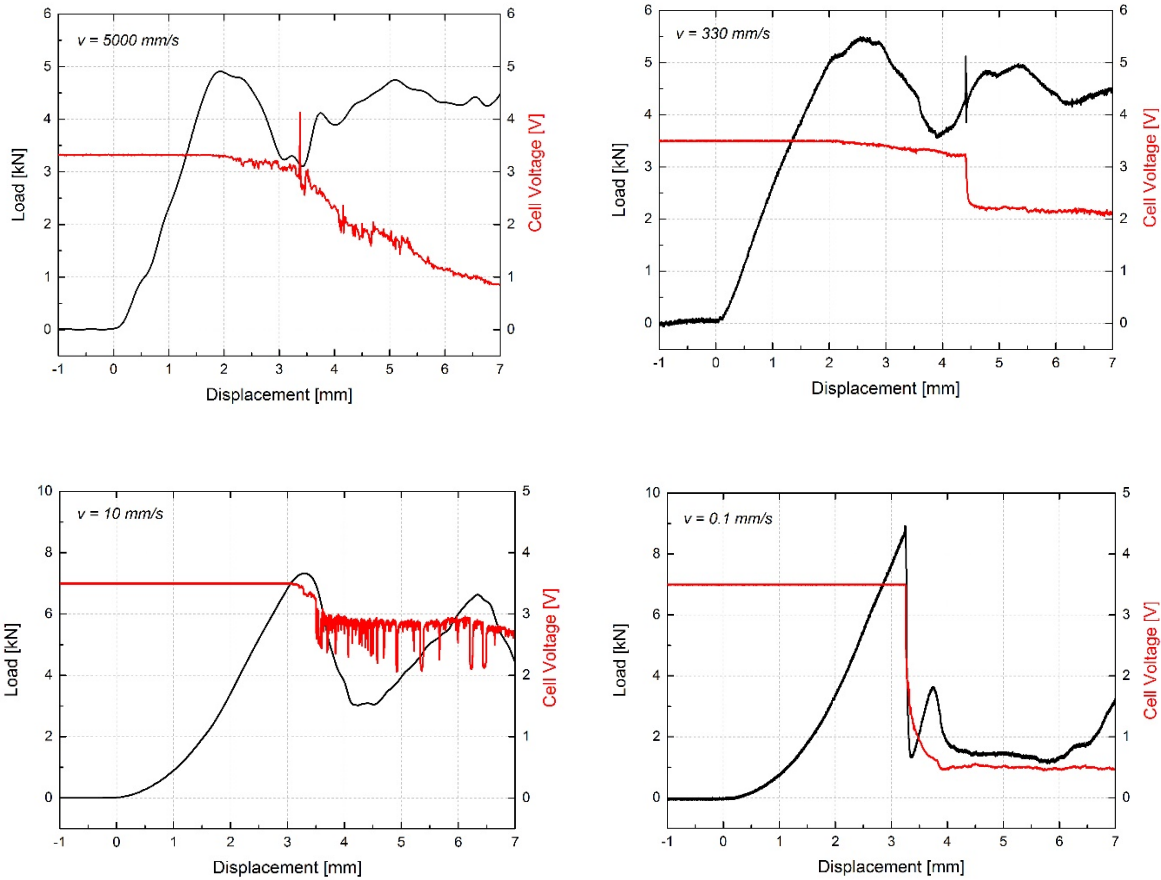 v = 5000 mm/s
6
5
4
3
2
1
0
Load [kN]
6
5
4
3
2
1
0
Cell Voltage [V]
-1 0 1 2 3 4 5 6 7
Displacement [mm]
v = 330 mm/s
6
5
4
3
2
1
0
Load [kN]
6
5
4
3
2
1
0
Cell Voltage [V]
-1 0 1 2 3 4 5 6 7
Displacement [mm]
v = 10 mm/s
10
8
6
4
2
0
Load [kN]
5
4
3
2
1
0
Cell Voltage [V]
-1 0 1 2 3 4 5 6 7
Displacement [mm]
v = 0.1 mm/s
10
8
6
4
2
0
Load [kN]
5
4
3
2
1
0
Cell Voltage [V]
-1 0 1 2 3 4 5 6 7
Displacement [mm]